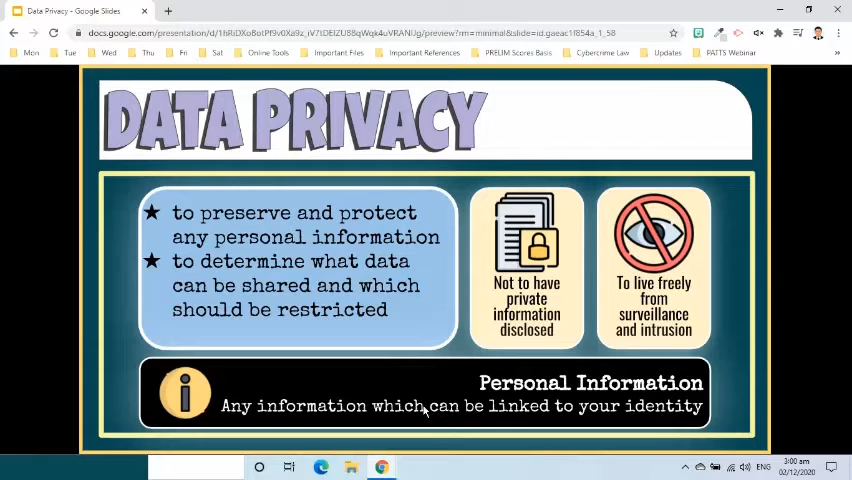 Data Privacy - Google Slides
docs.google.com/presentation/d/1hRiDXoBotPf9v0Xa9z_iV7tDElZU88qWqk4uVRANIJg/preview?rm=minimal&slide=id.gaeac1f854a_1_58
Mon Tue Wed Thu Fri Sat Online Tools Important Files Important References PRELIM Scores Basis Cybercrime Law Updates PATTS Webinar
DATA PRIVACY
★ to preserve and protect
any personal information
★ to determine what data
can be shared and which
should be restricted
Not to have
private
information
disclosed
To live freely
from
surveillance
and intrusion
Personal Information
Any information which can be linked to your identity
ENG
3:00 am
02/12/2020